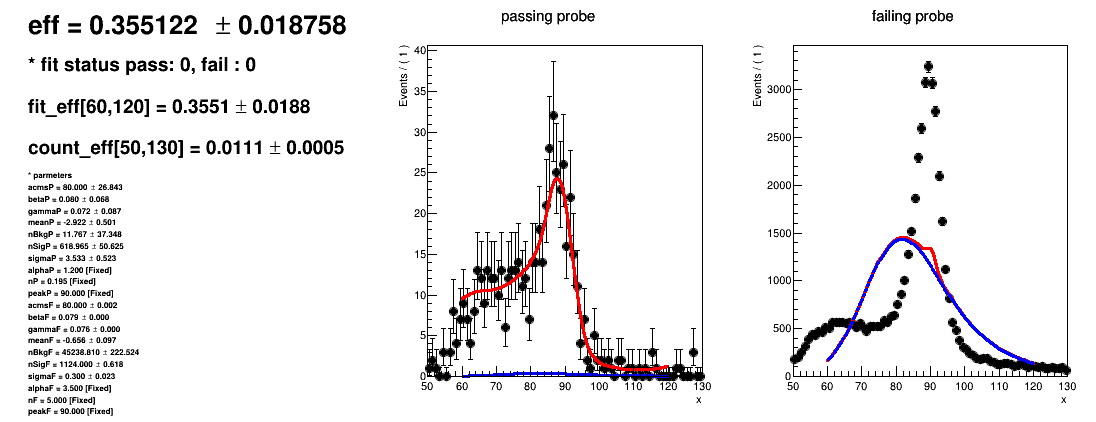 eff = 0.355122 ± 0.018758
* fit status pass: 0, fail : 0
fit_eff[60,120] = 0.3551 ± 0.0188
count_eff[50,130] = 0.0111 ± 0.0005
* parmeters
acmsP = 80.000 ± 26.843
betaP = 0.080 ± 0.068
gammaP = 0.072 ± 0.087
meanP = -2.922 ± 0.501
nBkgP = 11.767 ± 37.348
nSigP = 618.965 ± 50.625
sigmaP = 3.533 ± 0.523
alphaP = 1.200 [Fixed]
nP = 0.195 [Fixed]
peakP = 90.000 [Fixed]
acmsF = 80.000 ± 0.002
betaF = 0.079 ± 0.000
gammaF = 0.076 ± 0.000
meanF = -0.656 ± 0.097
nBkgF = 45238.810 ± 222.524
nSigF = 1124.000 ± 0.618
sigmaF = 0.300 ± 0.023
alphaF = 3.500 [Fixed]
nF = 5.000 [Fixed]
peakF = 90.000 [Fixed]
passing probe
Events / ( 1 )
40
35
30
25
20
15
10
5
0
50 60 70 80 90 100 110 120 130
x
failing probe
Events / ( 1 )
3000
2500
2000
1500
1000
500
0
50 60 70 80 90 100 110 120 130
x